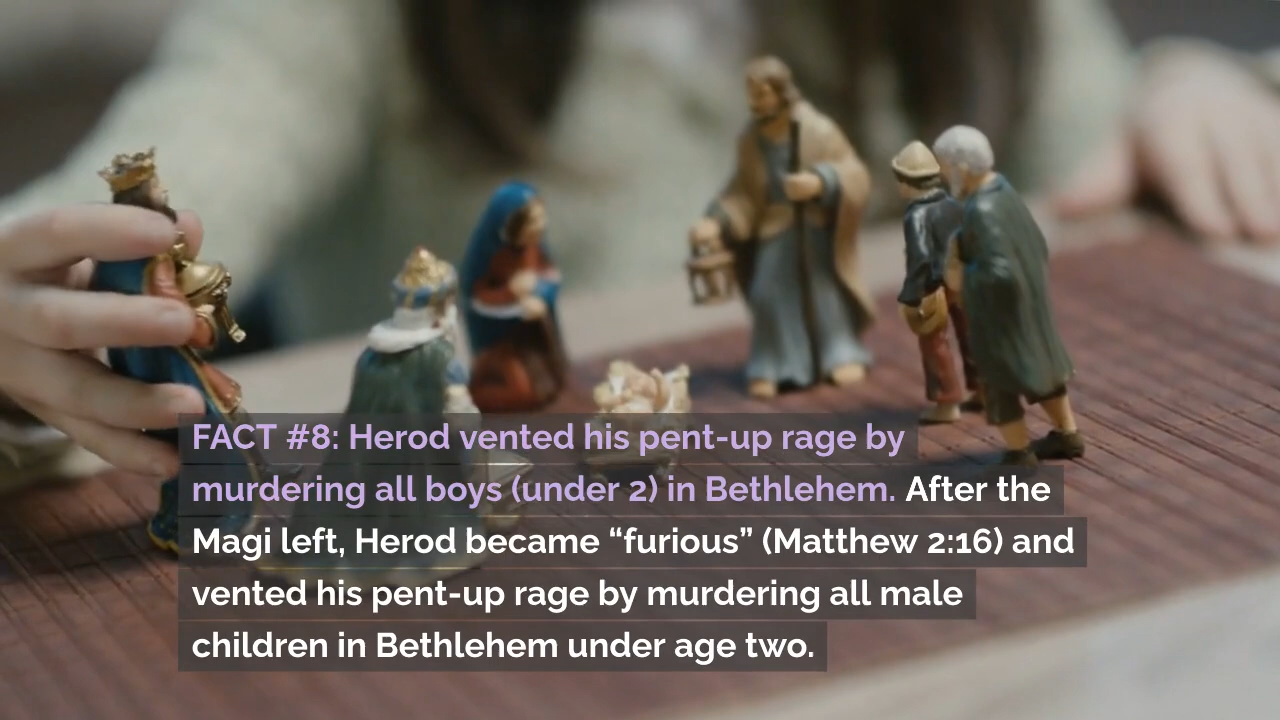 FACT #8: Herod vented his pent-up rage by
murdering all boys (under 2) in Bethlehem. After the
Magi left, Herod became “furious” (Matthew 2:16) and
vented his pent-up rage by murdering all male
children in Bethlehem under age two.